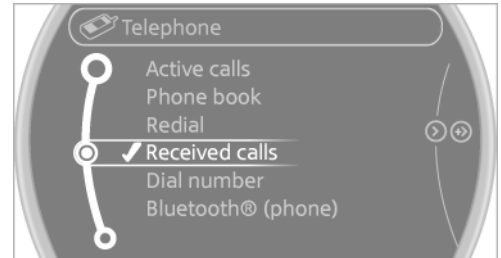 Telephone
Active calls
Phone book
Redial
Received calls
Dial number
Bluetooth® (phone)